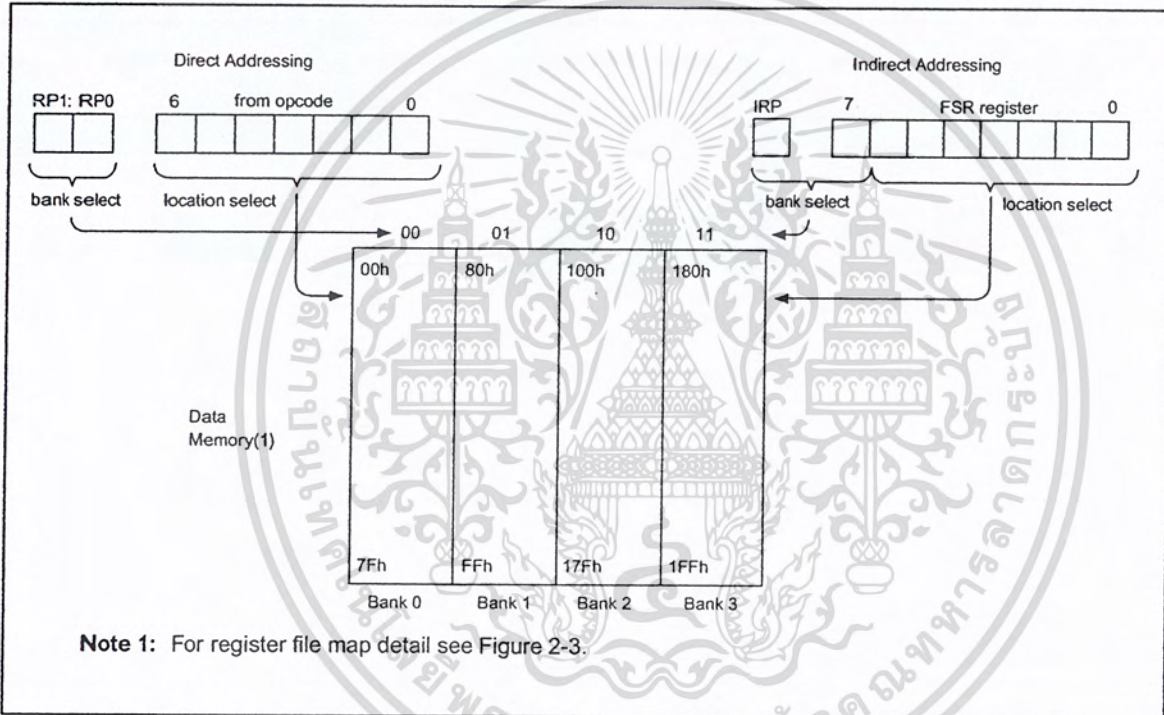 Direct Addressing
Indirect Addressing
RP1: RP0
6 from opcode 0
IRP
7 FSR register 0
bank select
location select
bank select
location select
00 01 10 11
00h 80h 100h 180h
Data
Memory(1)
7Fh FFh 17Fh 1FFh
Bank 0 Bank 1 Bank 2 Bank 3
Note 1: For register file map detail see Figure 2-3.